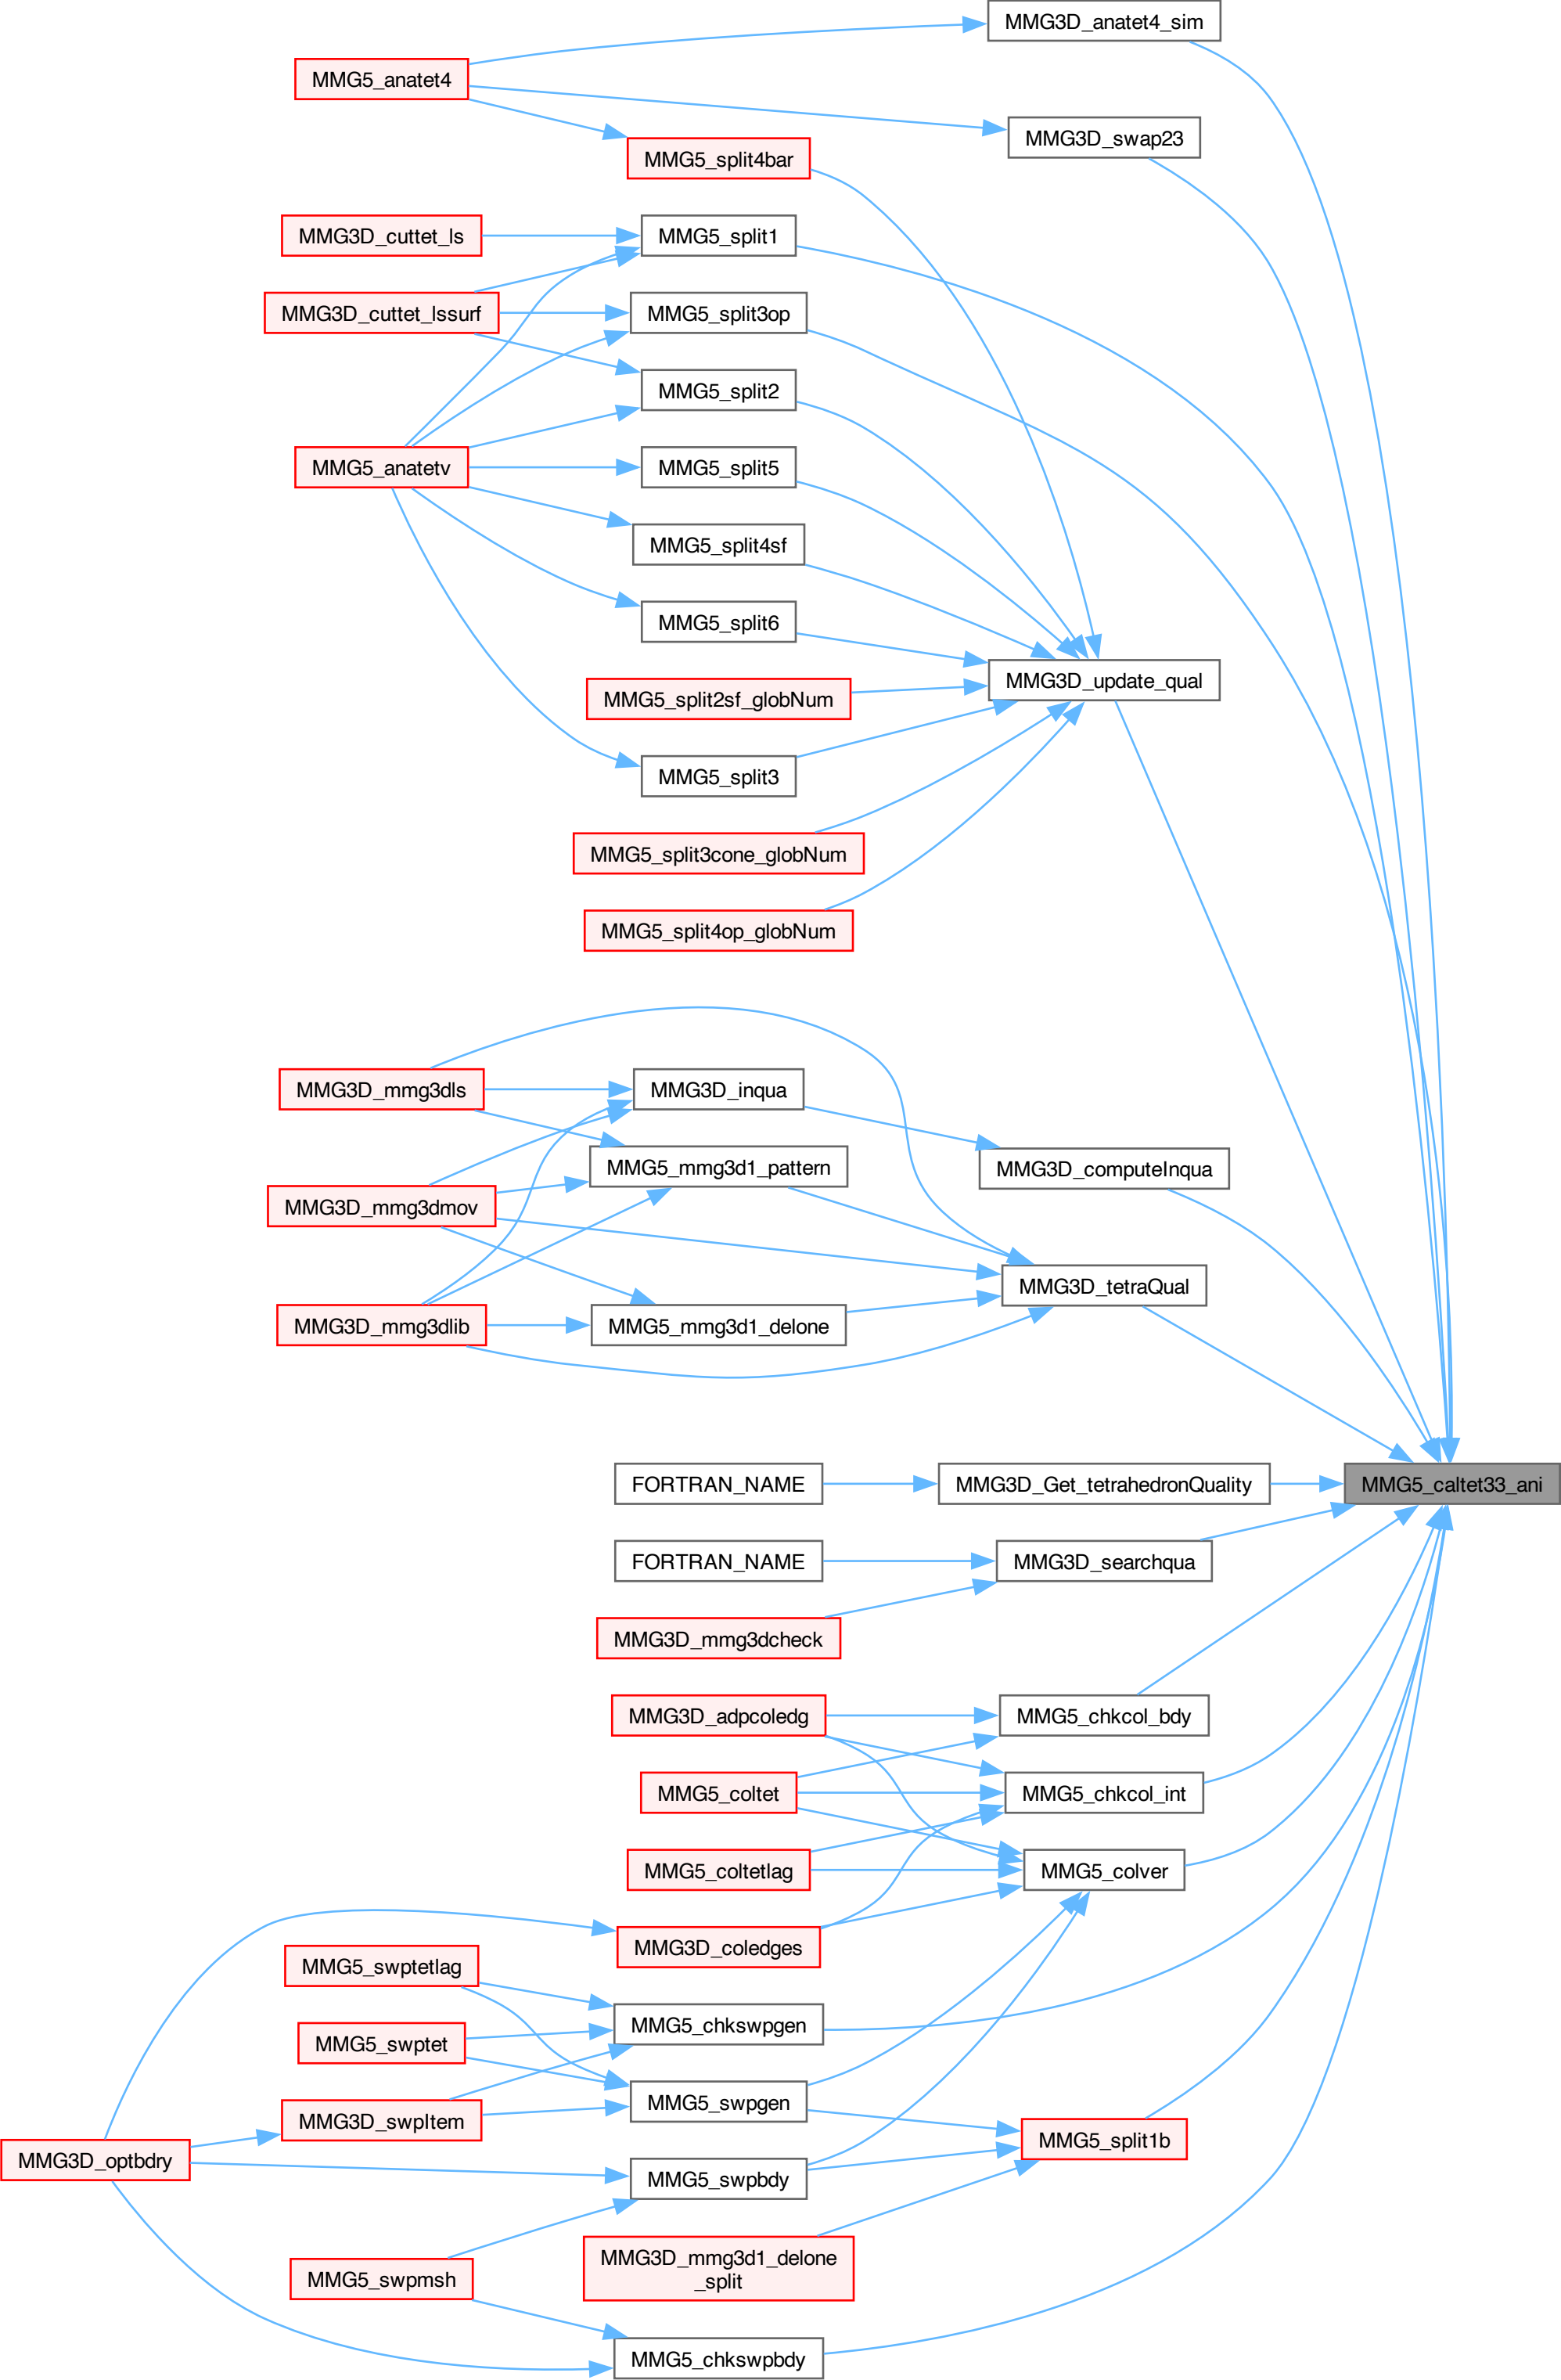 MMG3D_anatet4_sim
MMG5_anatet4
MMG3D_swap23
MMG5_split4bar
MMG3D_cuttet_ls
MMG5_split1
MMG3D_cuttet_lssurf
MMG5_split3op
MMG5_split2
MMG5_anatetv
MMG5_split5
MMG5_split4sf
MMG5_split6
MMG3D_update_qual
MMG5_split2sf_globNum
MMG5_split3
MMG5_split3cone_globNum
MMG5_split4op_globNum
MMG3D_mmg3dls
MMG3D_inqua
MMG5_mmg3d1_pattern
MMG3D_computeInqua
MMG3D_mmg3dmov
MMG3D_tetraQual
MMG3D_mmg3dlib
MMG5_mmg3d1_delone
FORTRAN_NAME
MMG3D_Get_tetrahedronQuality
MMG5_caltet33_ani
FORTRAN_NAME
MMG3D_searchqua
MMG3D_mmg3dcheck
MMG3D_adpcoledg
MMG5_chkcol_bdy
MMG5_coltet
MMG5_chkcol_int
MMG5_coltetlag
MMG5_colver
MMG3D_coledges
MMG5_swptetlag
MMG5_chkswpgen
MMG5_swptet
MMG5_swpgen
MMG3D_swpItem
MMG5_split1b
MMG3D_optbdry
MMG5_swpbdy
MMG3D_mmg3d1_delone
_split
MMG5_swpmsh
MMG5_chkswpbdy